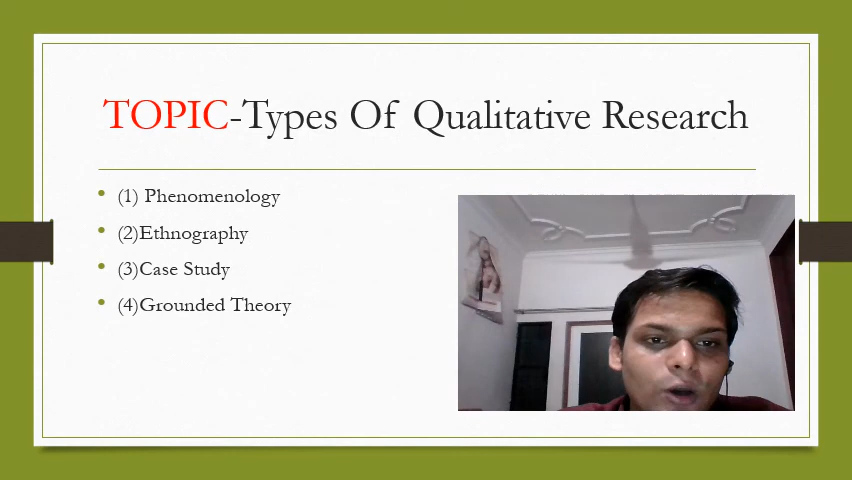 TOPIC-Types Of Qualitative Research
(1) Phenomenology
(2)Ethnography
(3)Case Study
(4)Grounded Theory